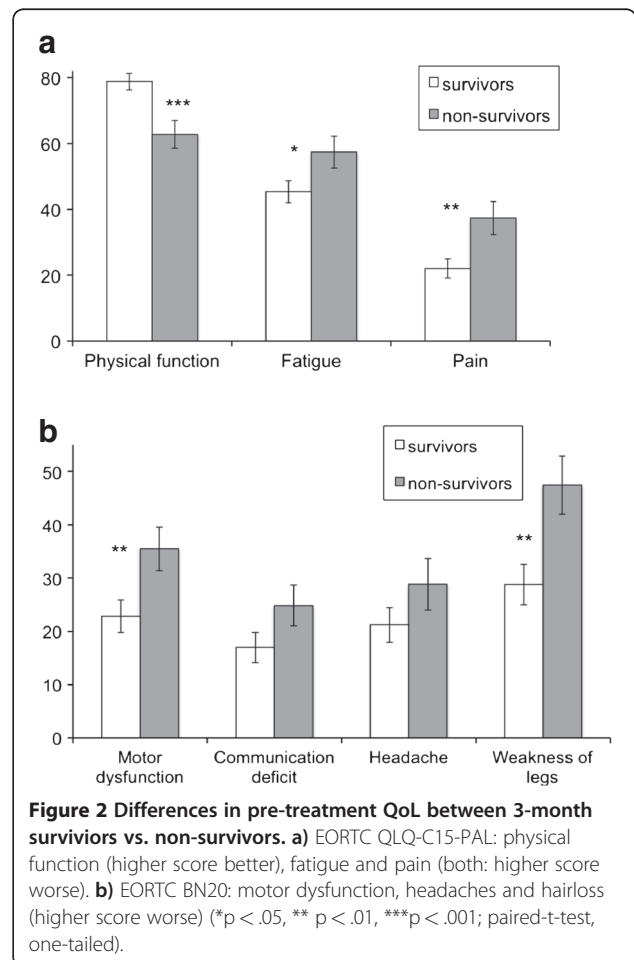 a
80
60
40
20
0
***
*
**
survivors
non-survivors
Physical function
Fatigue
Pain
b
50
40
30
20
10
0
survivors
non-survivors
**
**
Motor
dysfunction
Communication
deficit
Headache
Weakness of
legs
Figure 2 Differences in pre-treatment QoL between 3-month
surviviors vs. non-survivors. a) EORTC QLQ-C15-PAL: physical
function (higher score better), fatigue and pain (both: higher score
worse). b) EORTC BN20: motor dysfunction, headaches and hairloss
(higher score worse) (*p < .05, ** p < .01, ***p < .001; paired-t-test,
one-tailed).